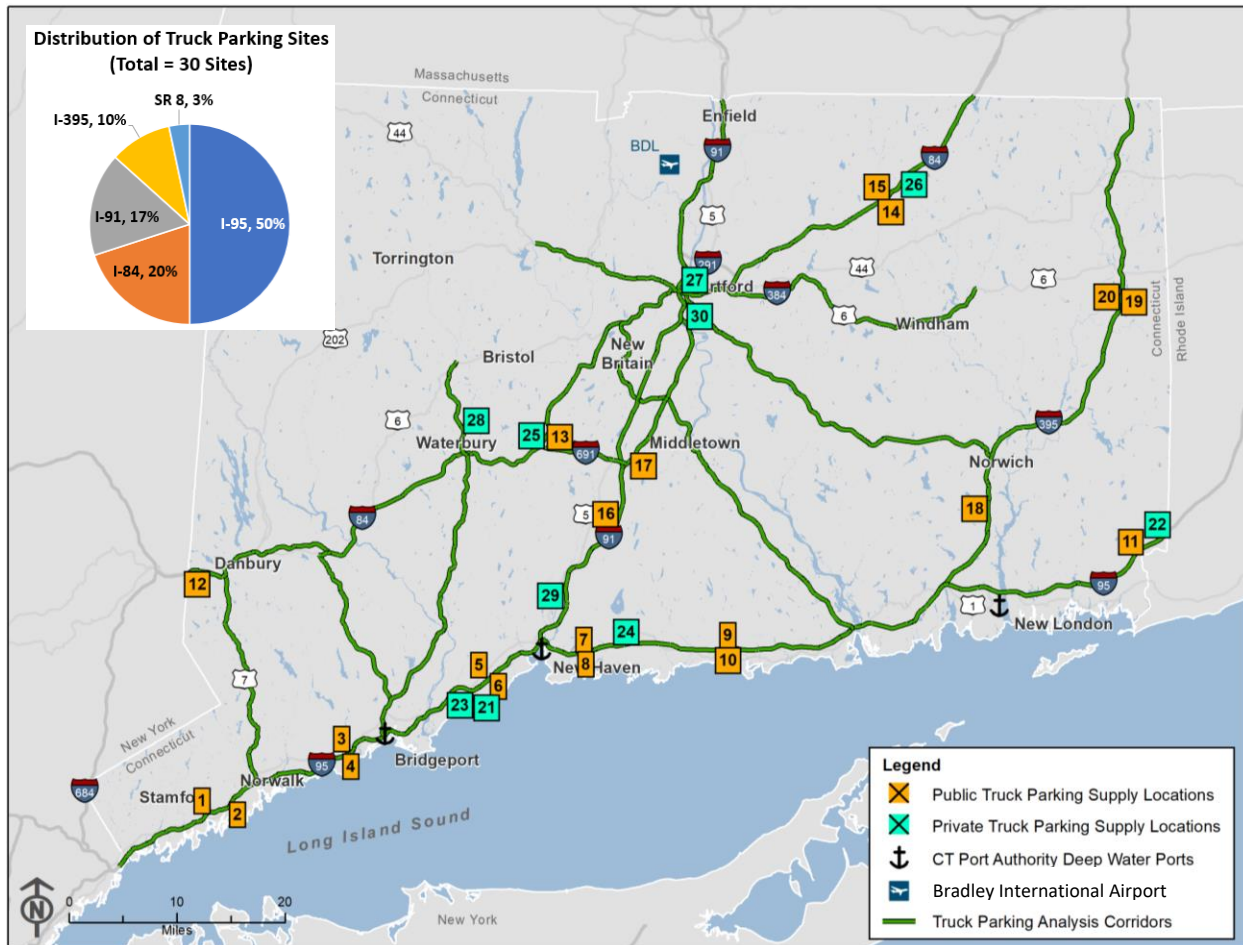 Distribution of Truck Parking Sites
(Total = 30 Sites)
SR 8, 3%
I-395, 10%
I-91, 17%
I-95, 50%
I-84, 20%
Massachusetts
Connecticut
44
Enfield
BDL
91
84
5
15
26
14
Torrington
291
27
rtford
44
6
384
20
19
Connecticut
Rhode Island
30
6
Windham
202
Bristol
New
Britain
28
6
Waterbury
25
13
691
Middletown
17
395
Norwich
5
16
91
18
84
22
11
Danbury
12
29
95
1
New London
24
7
9
8
New Haven
10
5
6
7
23
21
New York
Connecticut
3
4
Bridgeport
95
684
Stamfo
1
Norwalk
2
Long Island Sound
0
10
20
Miles
N
New York
Legend
Public Truck Parking Supply Locations
Private Truck Parking Supply Locations
CT Port Authority Deep Water Ports
Bradley International Airport
Truck Parking Analysis Corridors